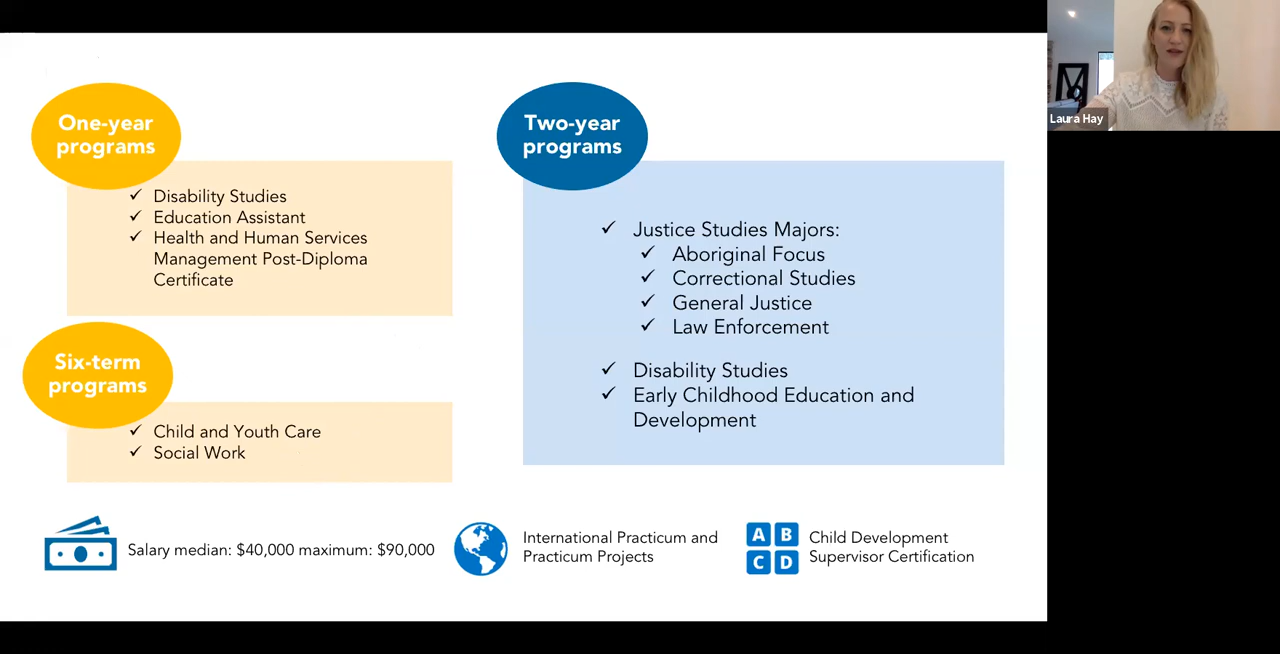 One-year
programs
Disability Studies
Education Assistant
Health and Human Services
Management Post-Diploma
Certificate
Six-term
programs
Child and Youth Care
Social Work
Two-year
programs
Justice Studies Majors:
Aboriginal Focus
Correctional Studies
General Justice
Law Enforcement
Disability Studies
Early Childhood Education and
Development
Salary median: $40,000 maximum: $90,000
International Practicum and
Practicum Projects
A B
C D
Child Development
Supervisor Certification
Laura Hay